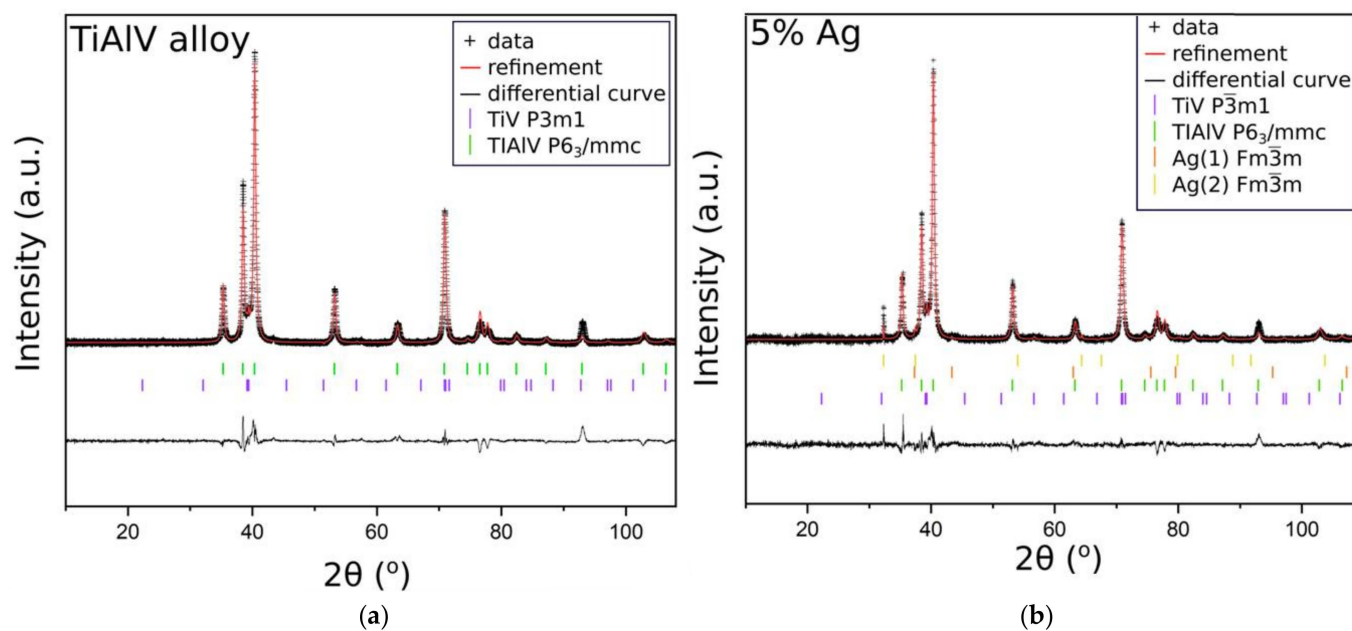 TiAlV alloy
+ data
refinement
differential curve
TiV P3m1
TIAlV P6₃/mmc
Intensity (a.u.)
20 40 60 80 100
2θ (°)
(a)
5% Ag
+ data
refinement
differential curve
TiV P3̅m1
TIAlV P6₃/mmc
Ag(1) Fm3̅m
Ag(2) Fm3̅m
Intensity (a.u.)
20 40 60 80 100
2θ (°)
(b)